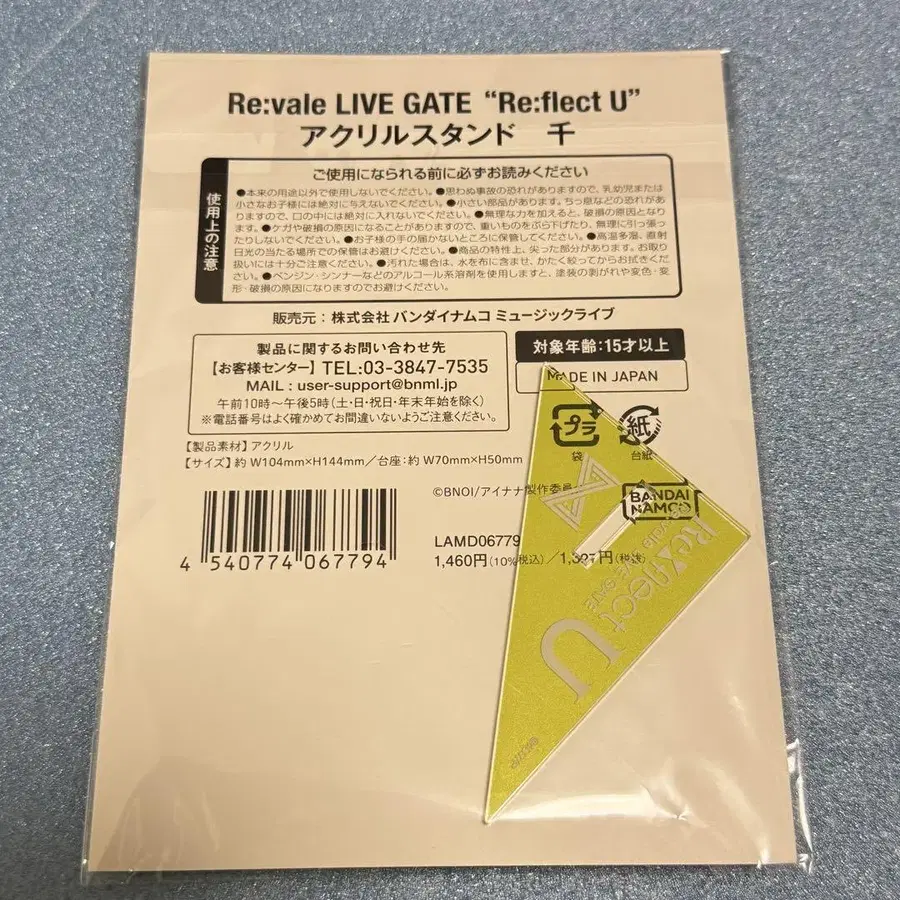 Re:vale LIVE GATE “Re:flect U”
アクリルスタンド 千
使用上の注意
ご使用になられる前に必ずお読みください
●本来の用途以外で使用しないでください。●思わぬ事故の恐れがありますので、乳幼児または
小さなお子様には絶対に与えないでください。●小さい部品があります。ちっ息などの恐れがあ
りますので、口の中には絶対に入れないでください。●無理な力を加えると、破損の原因となりま
す。●ケガや破損の原因になることがありますので、重いものをぶら下げたり、無理に引っ張っ
たりしないでください。●お子様の手の届かないところに保管してください。●高温多湿、直射
日光の当たる場所での保管はお避けください。●商品の特性上、尖った部分があります。お取り
扱いには十分ご注意ください。●汚れた場合は、水を布に含ませ、かたく絞ってからお拭きくださ
い。●ベンジン・シンナーなどのアルコール系溶剤を使用しますと、塗装の剥がれや変色・変
形・破損の原因になりますのでお避けください。
販売元：株式会社 バンダイナムコ ミュージックライブ
製品に関するお問い合わせ先
【お客様センター】TEL:03-3847-7535
MAIL : user-support@bnml.jp
午前10時〜午後5時（土・日・祝日・年末年始を除く）
※電話番号はよく確かめてお間違いないようご注意ください。
対象年齢：15才以上
MADE IN JAPAN
プラ
袋
紙
台紙
【製品素材】アクリル
【サイズ】約 W104mm×H144mm／台座：約 W70mm×H50mm
©BNOI/アイナナ製作委員
BANDAI
NAMCO
4 540774 067794
LAMD06779
1,460円(10%税込)／1,327円(税抜)
Re:flect
U
Re:vale
LIVE GATE